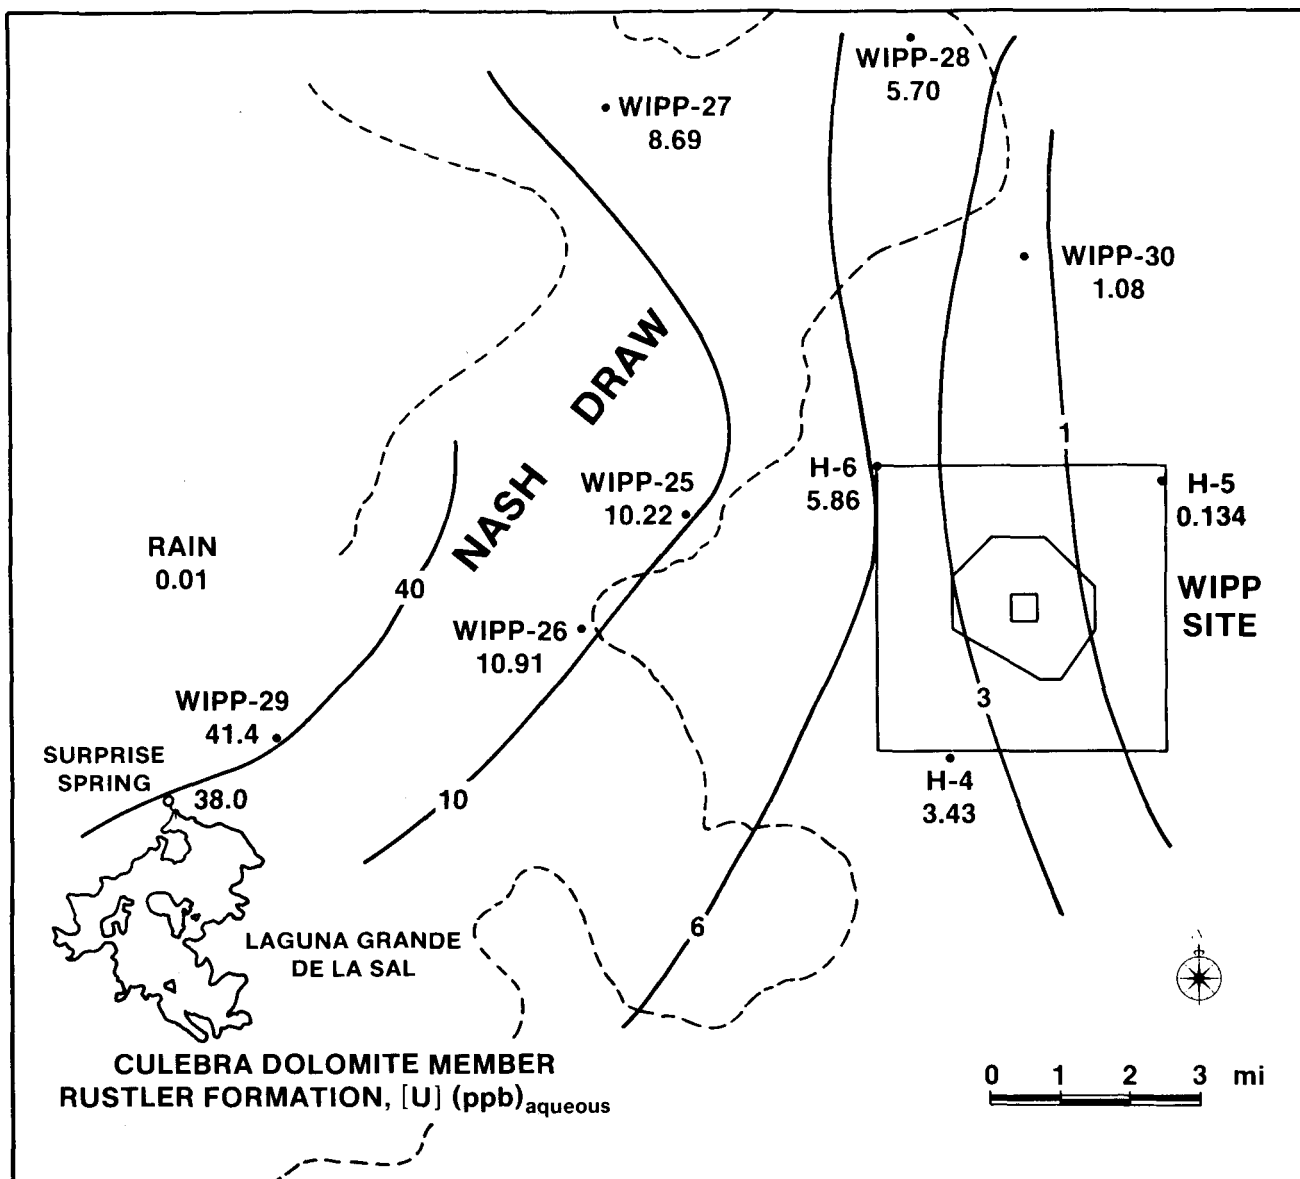 WIPP-28
5.70
WIPP-27
8.69
WIPP-30
1.08
NASH DRAW
1
H-6
5.86
H-5
0.134
WIPP-25
10.22
RAIN
0.01
40
WIPP
SITE
WIPP-26
10.91
WIPP-29
41.4
3
SURPRISE
SPRING
38.0
10
H-4
3.43
6
LAGUNA GRANDE
DE LA SAL
CULEBRA DOLOMITE MEMBER
RUSTLER FORMATION, [U] (ppb)aqueous
0 1 2 3 mi